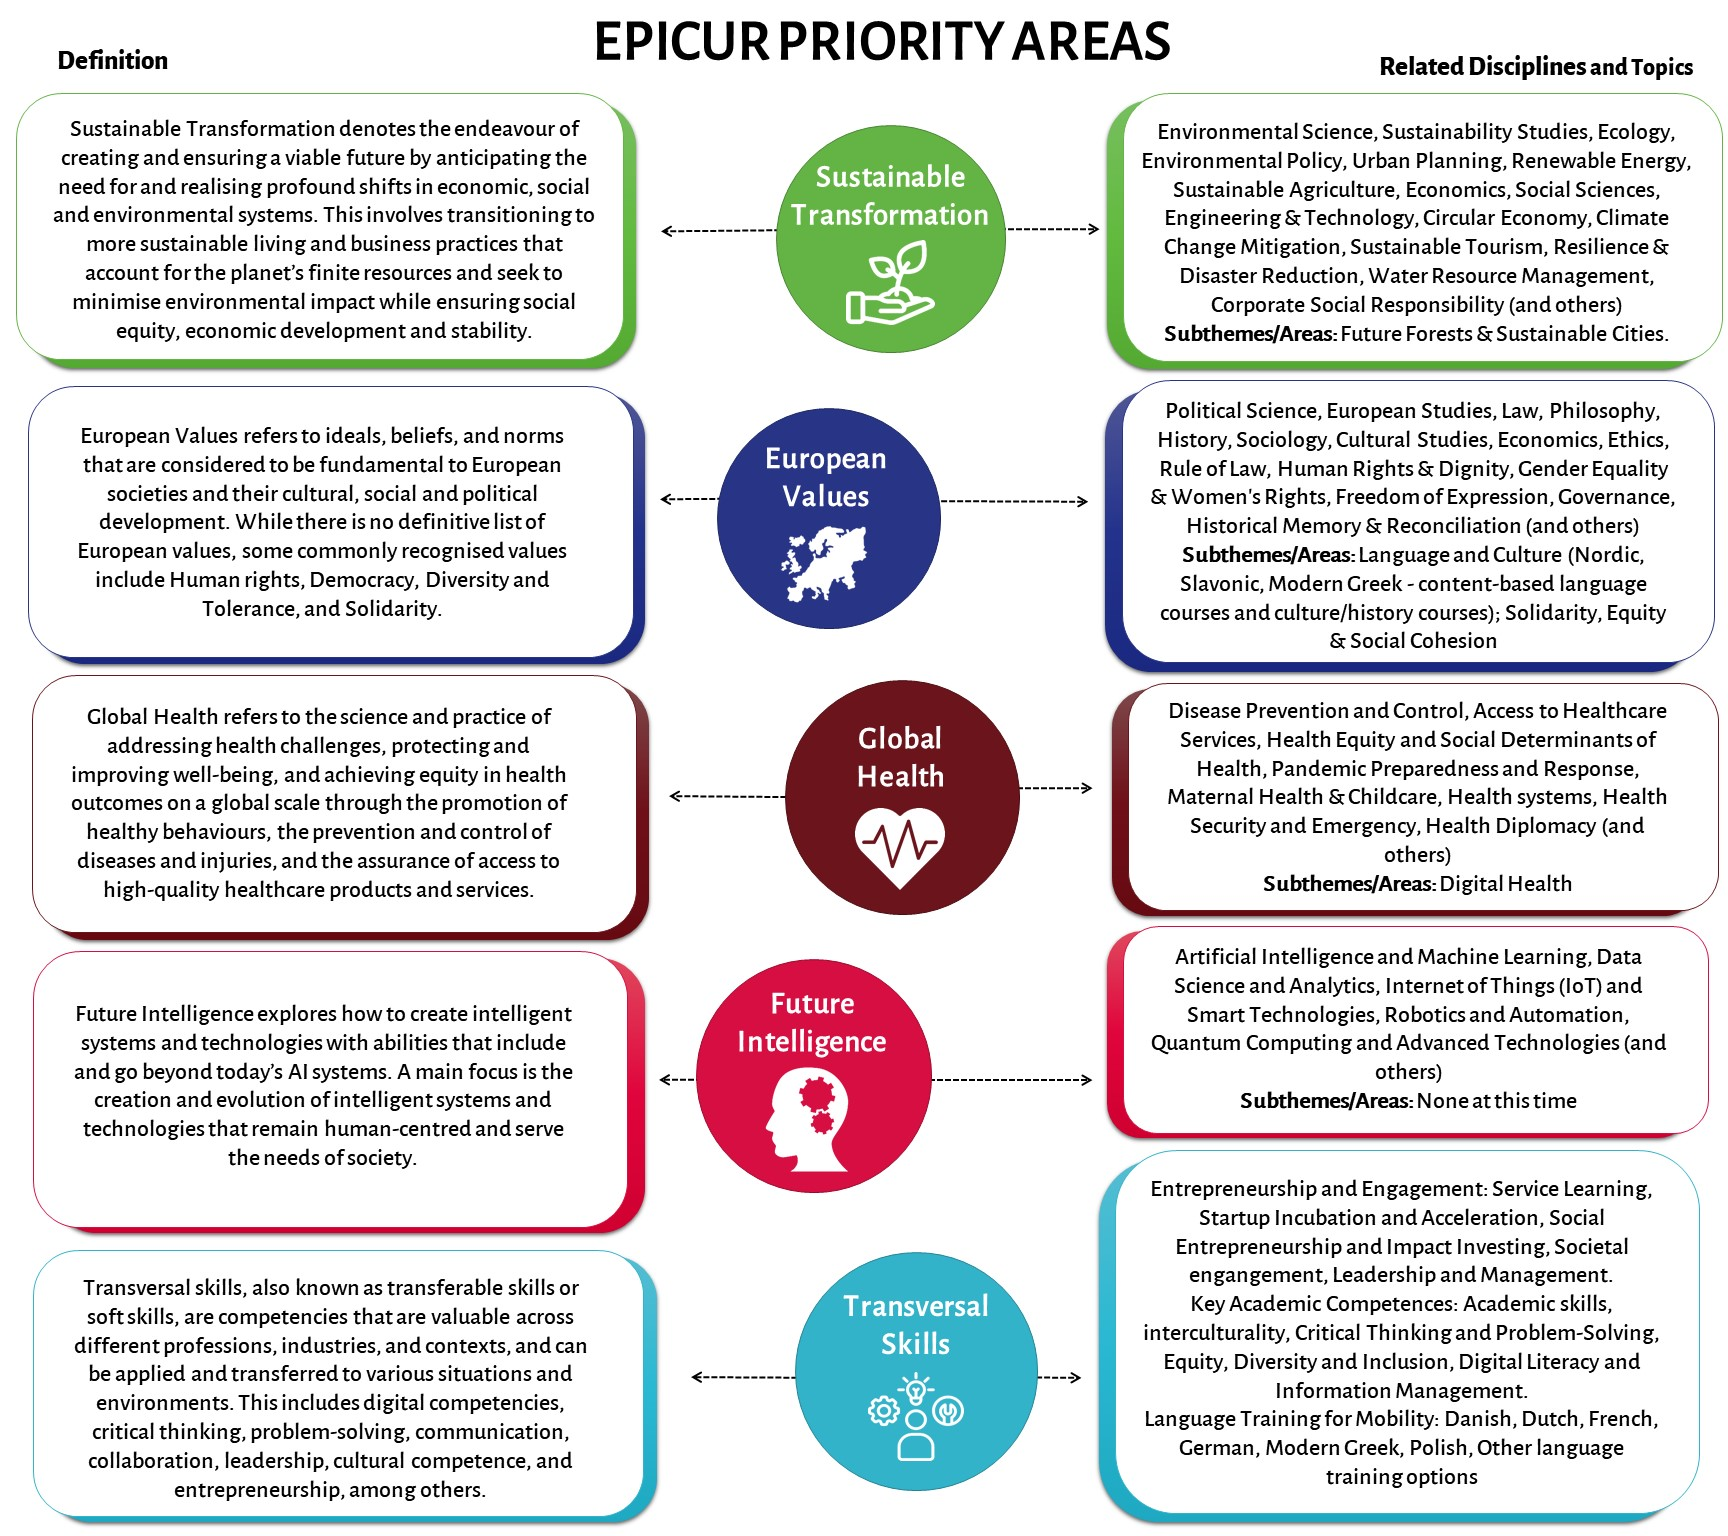 EPICUR PRIORITY AREAS
Definition
Related Disciplines and Topics
Sustainable Transformation denotes the endeavour of
creating and ensuring a viable future by anticipating the
need for and realising profound shifts in economic, social
and environmental systems. This involves transitioning to
more sustainable living and business practices that
account for the planet's finite resources and seek to
minimise environmental impact while ensuring social
equity, economic development and stability.
Sustainable
Transformation
Environmental Science, Sustainability Studies, Ecology,
Environmental Policy, Urban Planning, Renewable Energy,
Sustainable Agriculture, Economics, Social Sciences,
Engineering & Technology, Circular Economy, Climate
Change Mitigation, Sustainable Tourism, Resilience &
Disaster Reduction, Water Resource Management,
Corporate Social Responsibility (and others)
Subthemes/Areas: Future Forests & Sustainable Cities.
European Values refers to ideals, beliefs, and norms
that are considered to be fundamental to European
societies and their cultural, social and political
development. While there is no definitive list of
European values, some commonly recognised values
include Human rights, Democracy, Diversity and
Tolerance, and Solidarity.
European
Values
Political Science, European Studies, Law, Philosophy,
History, Sociology, Cultural Studies, Economics, Ethics,
Rule of Law, Human Rights & Dignity, Gender Equality
& Women's Rights, Freedom of Expression, Governance,
Historical Memory & Reconciliation (and others)
Subthemes/Areas: Language and Culture (Nordic,
Slavonic, Modern Greek - content-based language
courses and culture/history courses); Solidarity, Equity
& Social Cohesion
Global Health refers to the science and practice of
addressing health challenges, protecting and
improving well-being, and achieving equity in health
outcomes on a global scale through the promotion of
healthy behaviours, the prevention and control of
diseases and injuries, and the assurance of access to
high-quality healthcare products and services.
Global
Health
Disease Prevention and Control, Access to Healthcare
Services, Health Equity and Social Determinants of
Health, Pandemic Preparedness and Response,
Maternal Health & Childcare, Health systems, Health
Security and Emergency, Health Diplomacy (and
others)
Subthemes/Areas: Digital Health
Future Intelligence explores how to create intelligent
systems and technologies with abilities that include
and go beyond today's AI systems. A main focus is the
creation and evolution of intelligent systems and
technologies that remain human-centred and serve
the needs of society.
Future
Intelligence
Artificial Intelligence and Machine Learning, Data
Science and Analytics, Internet of Things (IoT) and
Smart Technologies, Robotics and Automation,
Quantum Computing and Advanced Technologies (and
others)
Subthemes/Areas: None at this time
Transversal skills, also known as transferable skills or
soft skills, are competencies that are valuable across
different professions, industries, and contexts, and can
be applied and transferred to various situations and
environments. This includes digital competencies,
critical thinking, problem-solving, communication,
collaboration, leadership, cultural competence, and
entrepreneurship, among others.
Transversal
Skills
Entrepreneurship and Engagement: Service Learning,
Startup Incubation and Acceleration, Social
Entrepreneurship and Impact Investing, Societal
engangement, Leadership and Management.
Key Academic Competences: Academic skills,
interculturality, Critical Thinking and Problem-Solving,
Equity, Diversity and Inclusion, Digital Literacy and
Information Management.
Language Training for Mobility: Danish, Dutch, French,
German, Modern Greek, Polish, Other language
training options